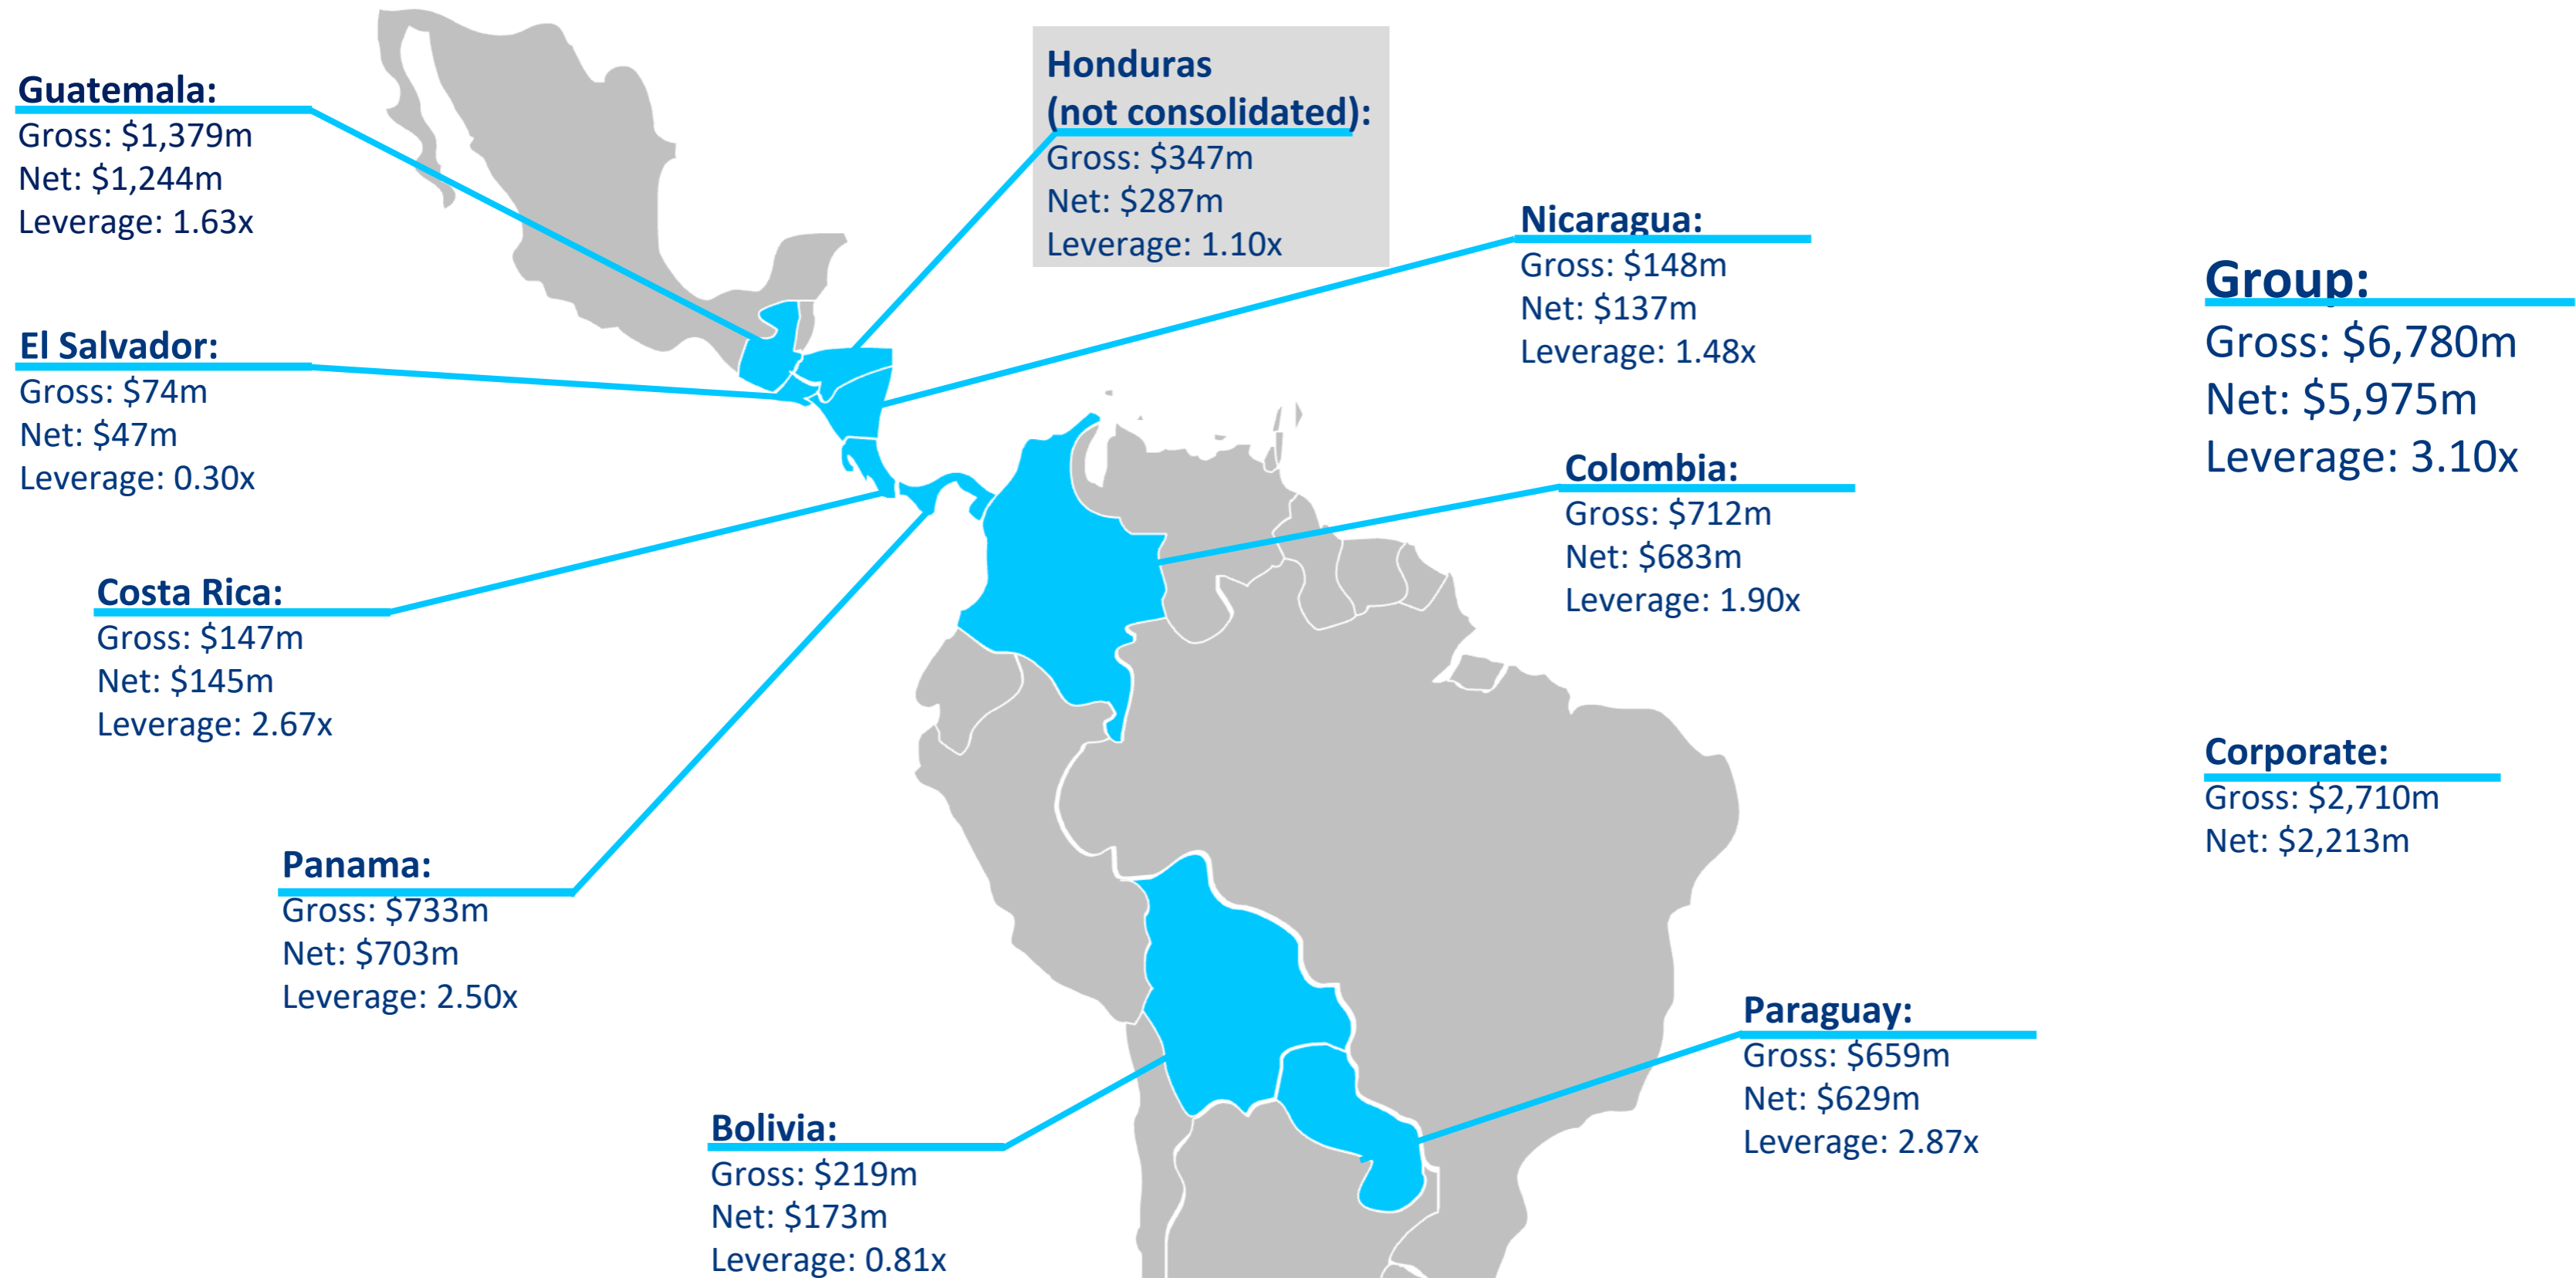 Guatemala:
Gross: $1,379m
Net: $1,244m
Leverage: 1.63x
Honduras
(not consolidated):
Gross: $347m
Net: $287m
Leverage: 1.10x
Nicaragua:
Gross: $148m
Net: $137m
Leverage: 1.48x
Group:
Gross: $6,780m
Net: $5,975m
Leverage: 3.10x
El Salvador:
Gross: $74m
Net: $47m
Leverage: 0.30x
Colombia:
Gross: $712m
Net: $683m
Leverage: 1.90x
Costa Rica:
Gross: $147m
Net: $145m
Leverage: 2.67x
Corporate:
Gross: $2,710m
Net: $2,213m
Panama:
Gross: $733m
Net: $703m
Leverage: 2.50x
Paraguay:
Gross: $659m
Net: $629m
Leverage: 2.87x
Bolivia:
Gross: $219m
Net: $173m
Leverage: 0.81x